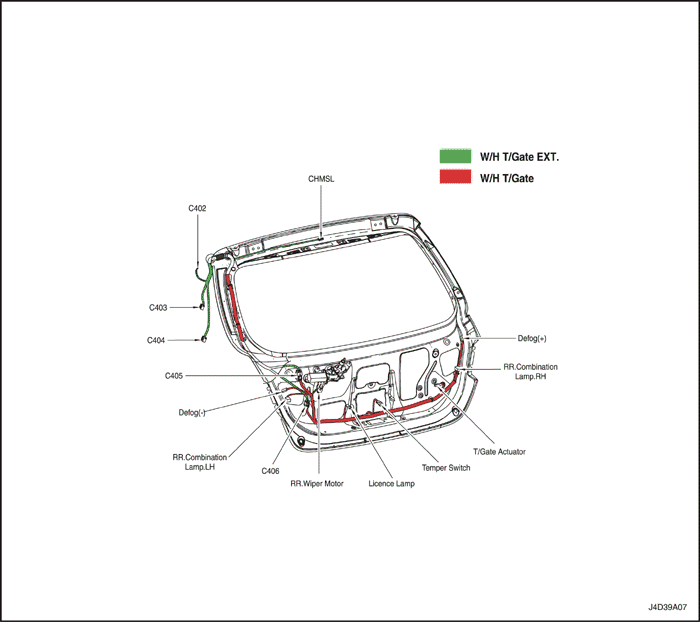 W/H T/Gate EXT.
W/H T/Gate
CHMSL
C402
C403
C404
Defog(+)
RR.Combination
Lamp.RH
C405
Defog(-)
T/Gate Actuator
RR.Combination
Lamp.LH
C406
Temper Switch
RR.Wiper Motor
Licence Lamp
J4D39A07